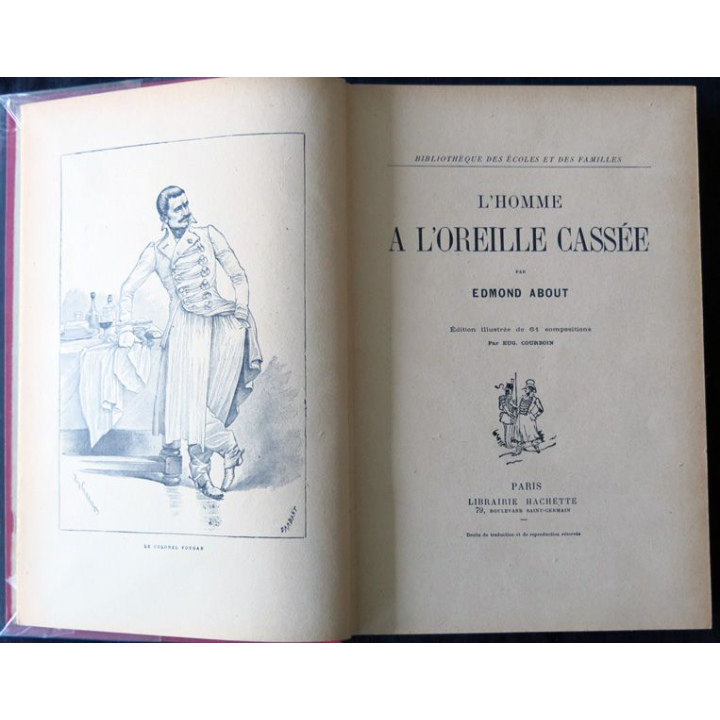 LE COLONEL FOUGAS
BIBLIOTHÈQUE DES ÉCOLES ET DES FAMILLES
L'HOMME
A L'OREILLE CASSÉE
PAR
EDMOND ABOUT
Édition illustrée de 61 compositions
Par EUG. COURBOIN
PARIS
LIBRAIRIE HACHETTE
79, BOULEVARD SAINT-GERMAIN
Droits de traduction et de reproduction réservés